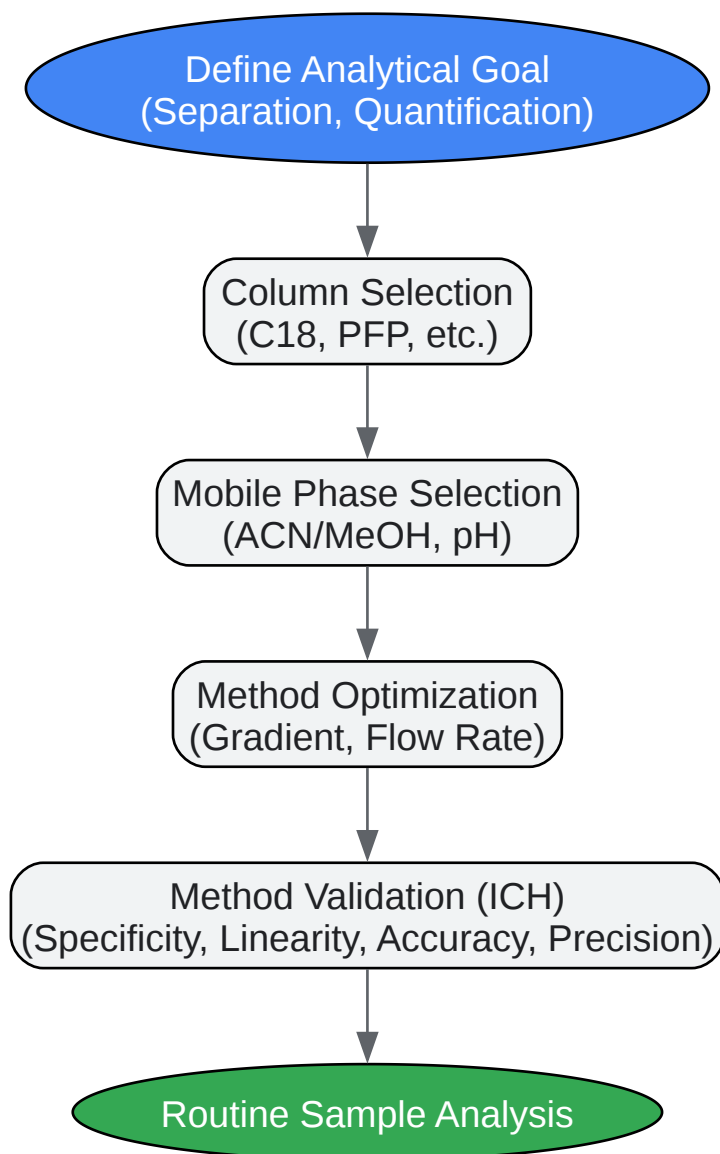 Define Analytical Goal
(Separation, Quantification)
Column Selection
(C18, PFP, etc.)
Mobile Phase Selection
(ACN/MeOH, pH)
Method Optimization
(Gradient, Flow Rate)
Method Validation (ICH)
(Specificity, Linearity, Accuracy, Precision)
Routine Sample Analysis